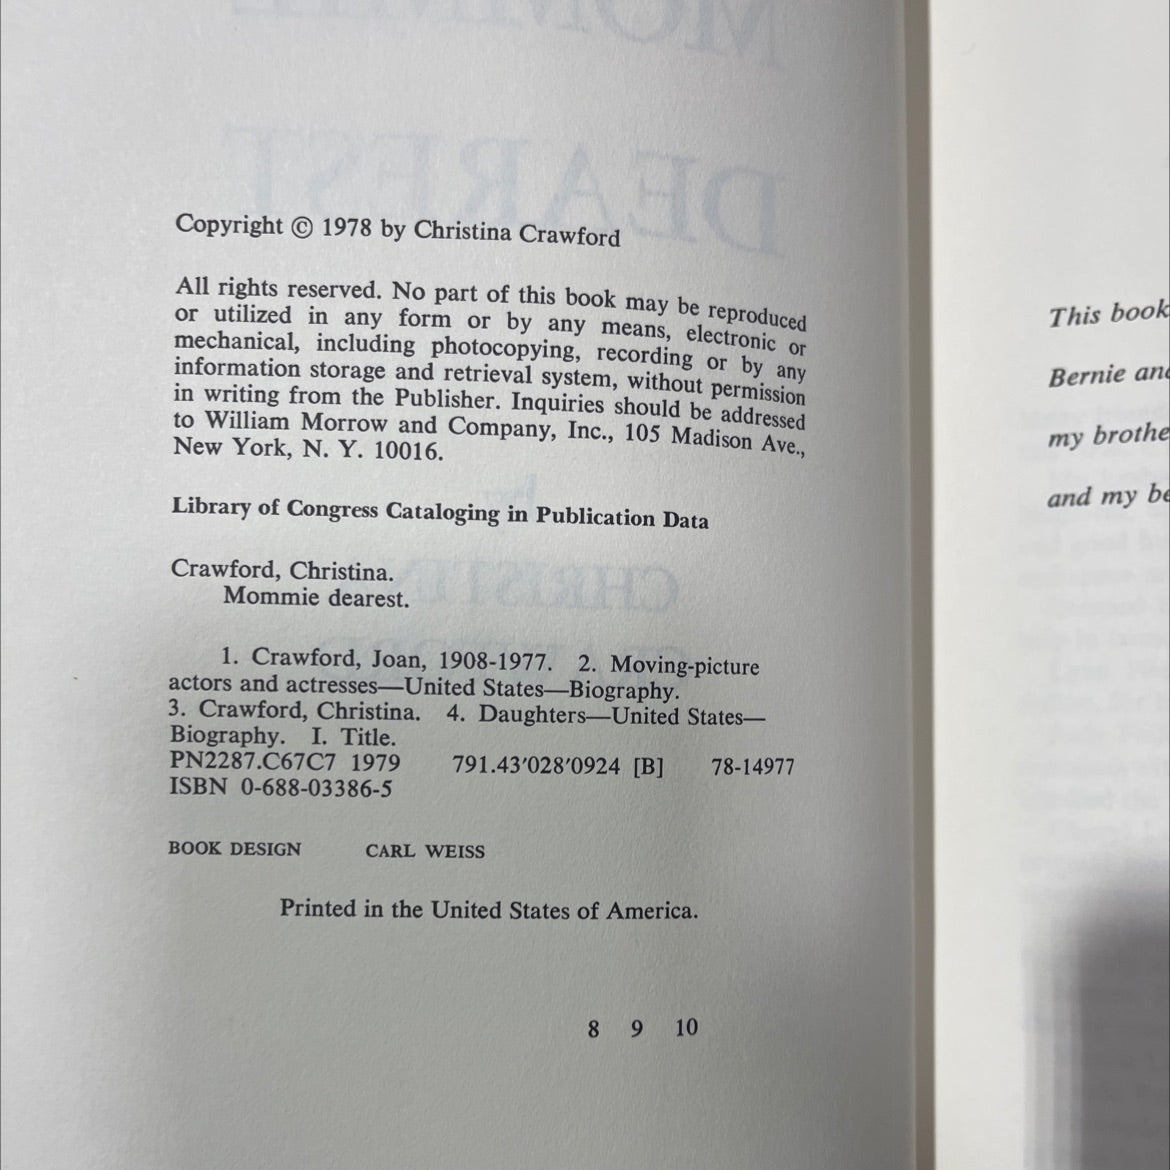 Copyright © 1978 by Christina Crawford
All rights reserved. No part of this book may be reproduced
or utilized in any form or by any means, electronic or
mechanical, including photocopying, recording or by any
information storage and retrieval system, without permission
in writing from the Publisher. Inquiries should be addressed
to William Morrow and Company, Inc., 105 Madison Ave.,
New York, N. Y. 10016.
Library of Congress Cataloging in Publication Data
Crawford, Christina.
Mommie dearest.
1. Crawford, Joan, 1908-1977. 2. Moving-picture
actors and actresses—United States—Biography.
3. Crawford, Christina. 4. Daughters—United States—
Biography. I. Title.
PN2287.C67C7 1979 791.43′028′0924 [B] 78-14977
ISBN 0-688-03386-5
BOOK DESIGN CARL WEISS
Printed in the United States of America.
8 9 10
This book
Bernie and
my brothe
and my be